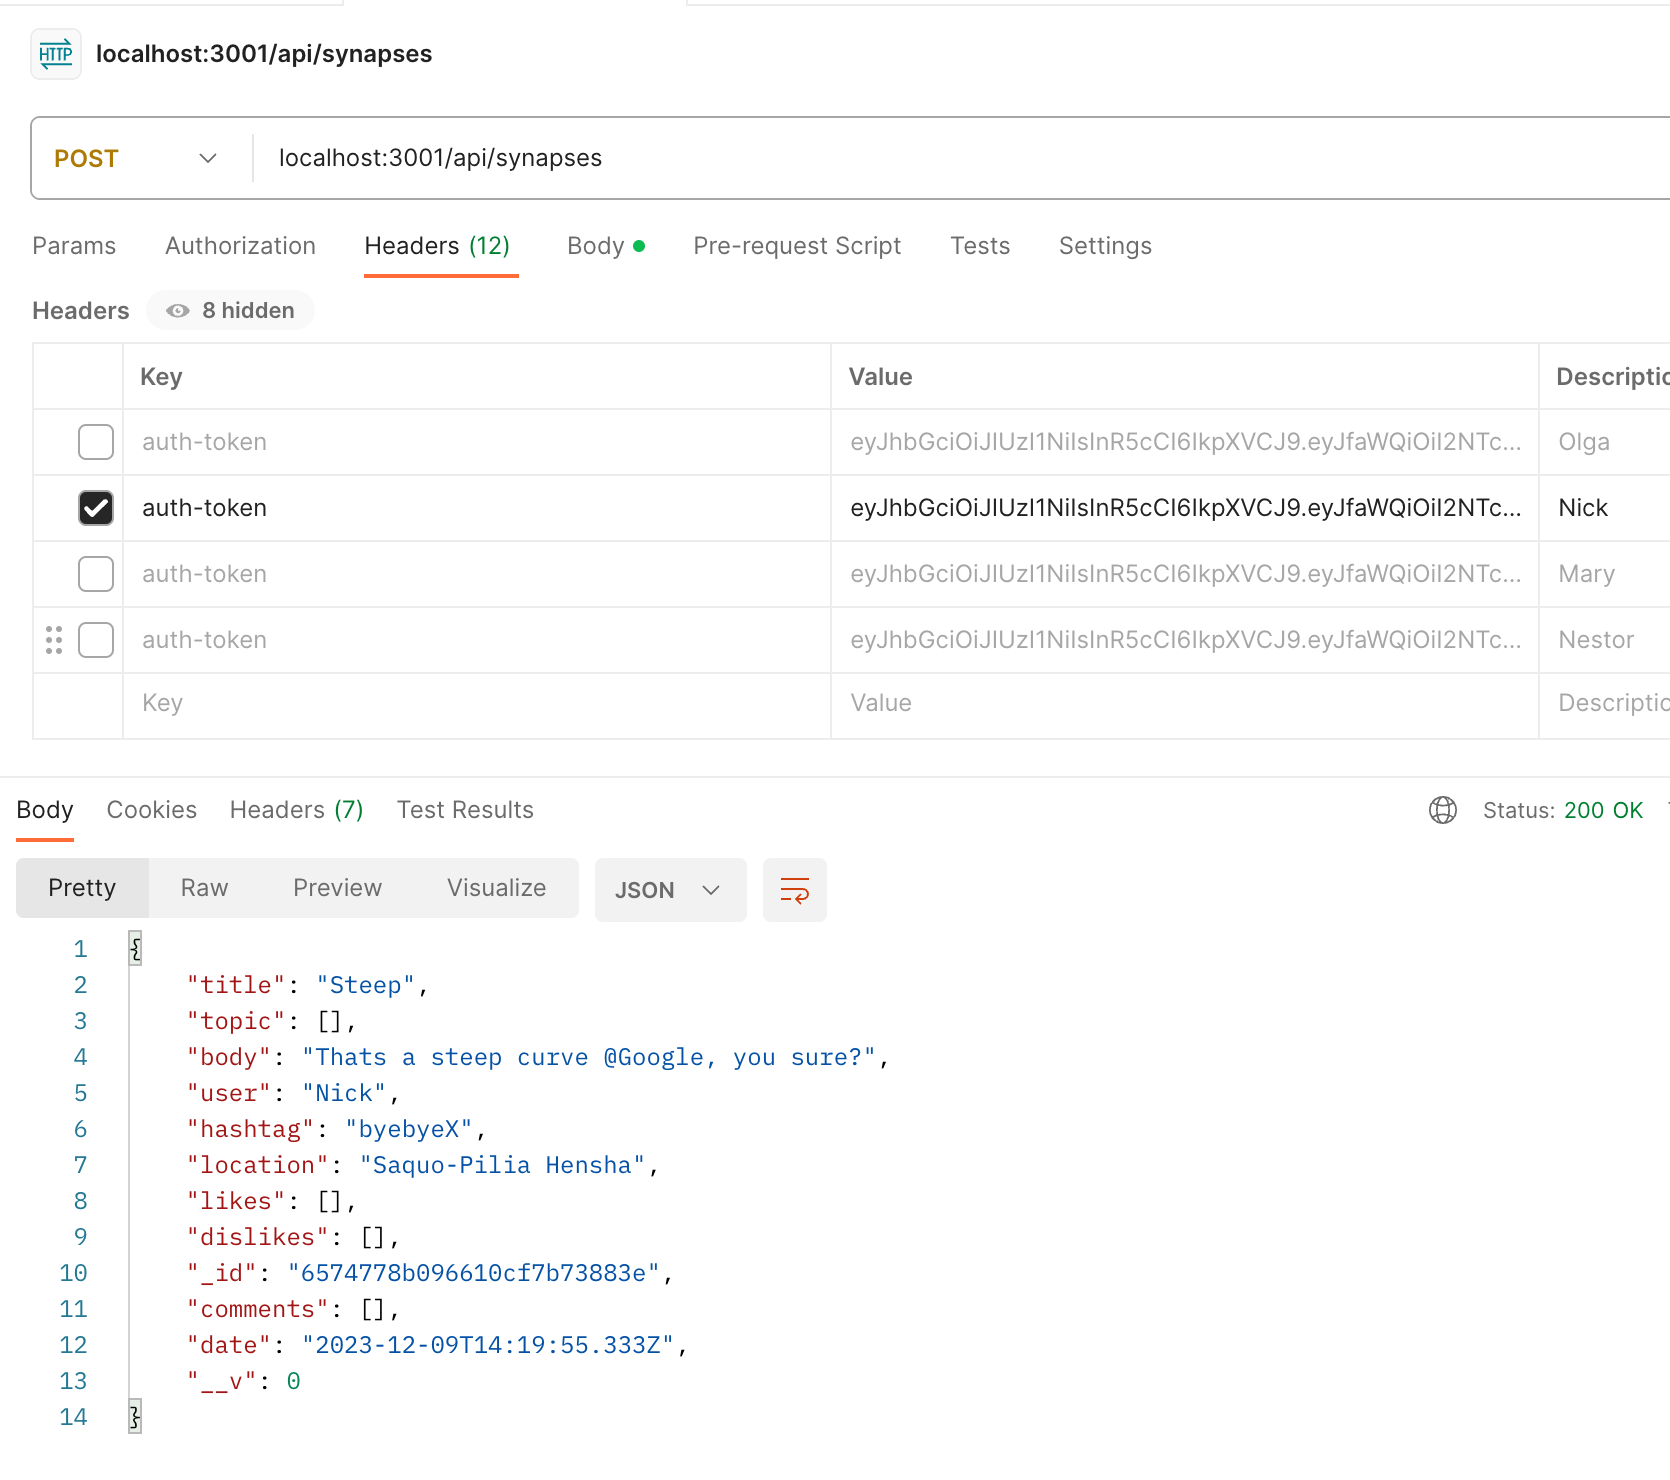 HTTP localhost:3001/api/synapses
POST localhost:3001/api/synapses
Params Authorization Headers (12) Body Pre-request Script Tests Settings
Headers 8 hidden
Key Value Descriptio
auth-token eyJhbGciOiJIUzI1NiIsInR5cCI6IkpXVCJ9.eyJfaWQiOiI2NTc... Olga
auth-token eyJhbGciOiJIUzI1NiIsInR5cCI6IkpXVCJ9.eyJfaWQiOiI2NTc... Nick
auth-token eyJhbGciOiJIUzI1NiIsInR5cCI6IkpXVCJ9.eyJfaWQiOiI2NTc... Mary
auth-token eyJhbGciOiJIUzI1NiIsInR5cCI6IkpXVCJ9.eyJfaWQiOiI2NTc... Nestor
Key Value Descriptio
Body Cookies Headers (7) Test Results Status: 200 OK
Pretty Raw Preview Visualize JSON
1 {
2 "title": "Steep",
3 "topic": [],
4 "body": "Thats a steep curve @Google, you sure?",
5 "user": "Nick",
6 "hashtag": "byebyeX",
7 "location": "Saquo-Pilia Hensha",
8 "likes": [],
9 "dislikes": [],
10 "_id": "6574778b096610cf7b73883e",
11 "comments": [],
12 "date": "2023-12-09T14:19:55.333Z",
13 "__v": 0
14 }